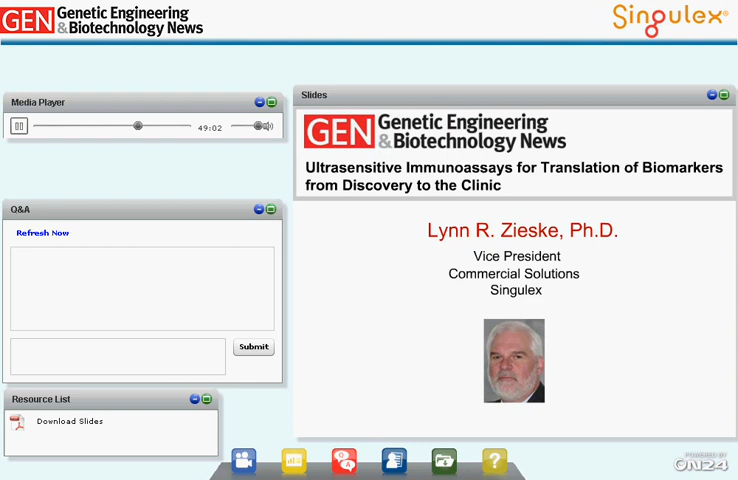 GEN Genetic Engineering
& Biotechnology News
Singulex®
Media Player
49:02
Q&A
Refresh Now
Submit
Resource List
Download Slides
Slides
GEN Genetic Engineering
& Biotechnology News
Ultrasensitive Immunoassays for Translation of Biomarkers
from Discovery to the Clinic
Lynn R. Zieske, Ph.D.
Vice President
Commercial Solutions
Singulex
Q
A
?
POWERED BY
ON24